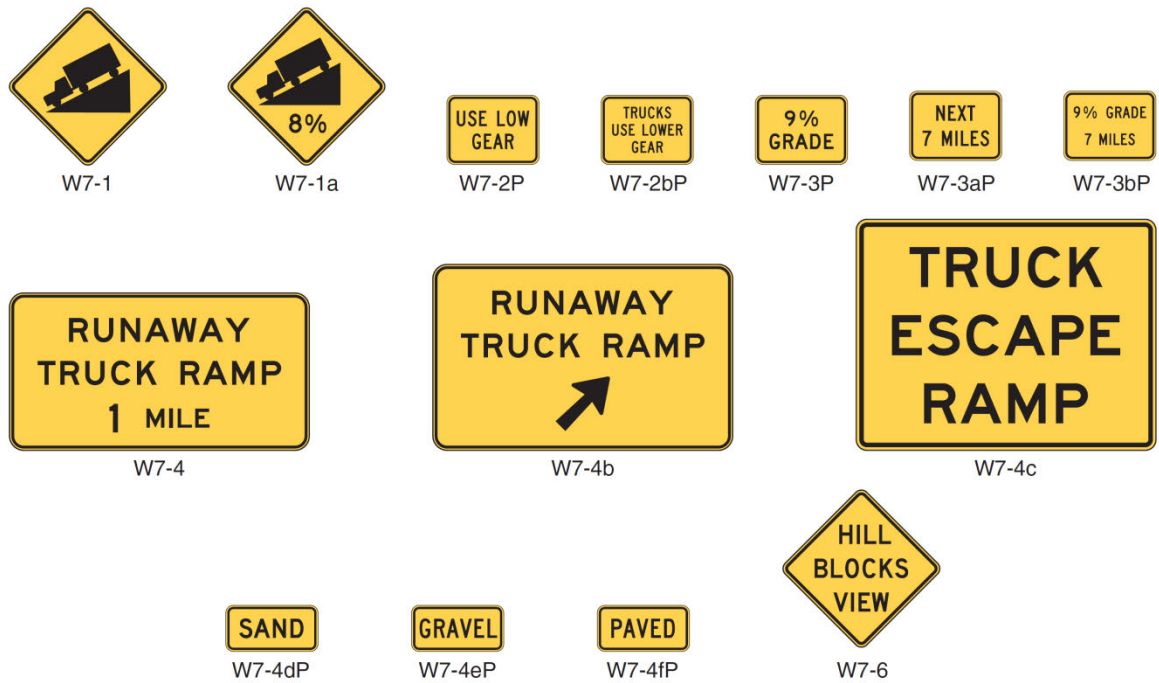 8%
W7-1
W7-1a
USE LOW
GEAR
W7-2P
TRUCKS
USE LOWER
GEAR
W7-2bP
9%
GRADE
W7-3P
NEXT
7 MILES
W7-3aP
9% GRADE
7 MILES
W7-3bP
RUNAWAY
TRUCK RAMP
1 MILE
W7-4
RUNAWAY
TRUCK RAMP
W7-4b
TRUCK
ESCAPE
RAMP
W7-4c
SAND
W7-4dP
GRAVEL
W7-4eP
PAVED
W7-4fP
HILL
BLOCKS
VIEW
W7-6